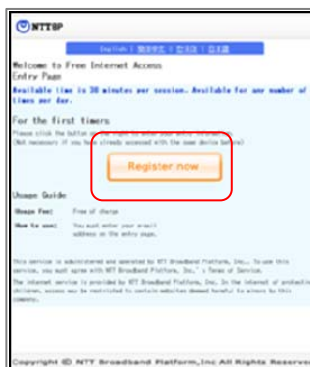 NTTBP
English | 简体中文 | 한국어 | 日本語
Welcome to Free Internet Access
Entry Page
Available time is 30 minutes per session. Available for any number of
times per day.
For the first timers
Please click the button on the right to enter your entry information.
(Not necessary if you have already accessed with the same device before)
Register now
Usage Guide
Usage Fee: Free of charge
How to use: You must enter your e-mail
address on the entry page.
This service is administered and operated by NTT Broadband Platform, Inc.. To use this
service, you must agree with NTT Broadband Platform, Inc.'s Terms of Service.
The internet service is provided by NTT Broadband Platform, Inc. In the interest of protecting
children, access may be restricted to certain websites deemed harmful to minors by this
company.
Copyright © NTT Broadband Platform,Inc All Rights Reserve